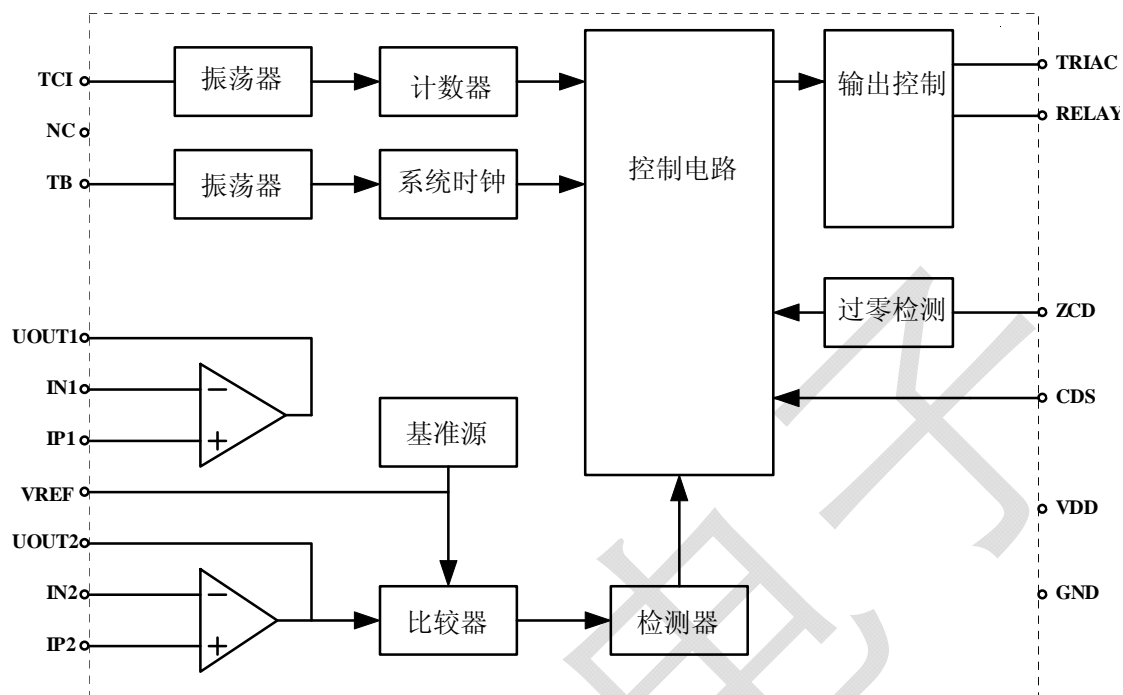 TCI
振荡器
计数器
输出控制
TRIAC
NC
RELAY
TB
振荡器
系统时钟
控制电路
过零检测
ZCD
UOUT1
IN1
CDS
IP1
基准源
VREF
VDD
UOUT2
IN2
GND
比较器
检测器
IP2
电子